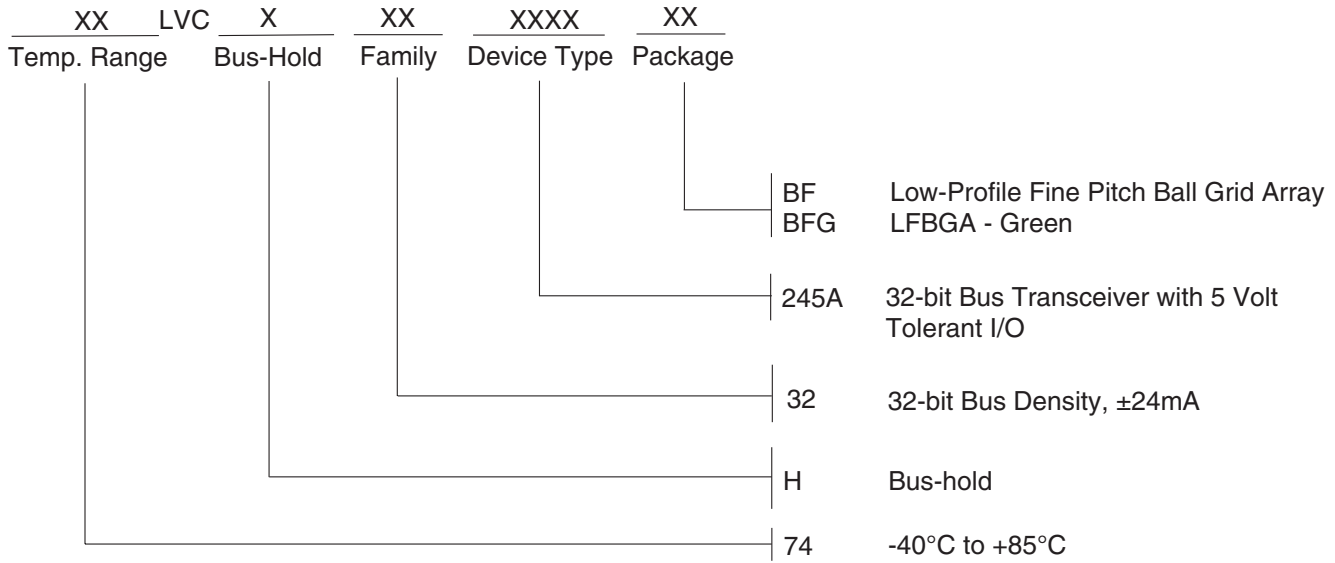 XX LVC X XX XXXX XX
Temp. Range Bus-Hold Family Device Type Package
BF Low-Profile Fine Pitch Ball Grid Array
BFG LFBGA - Green
245A 32-bit Bus Transceiver with 5 Volt
Tolerant I/O
32 32-bit Bus Density, ±24mA
H Bus-hold
74 -40°C to +85°C